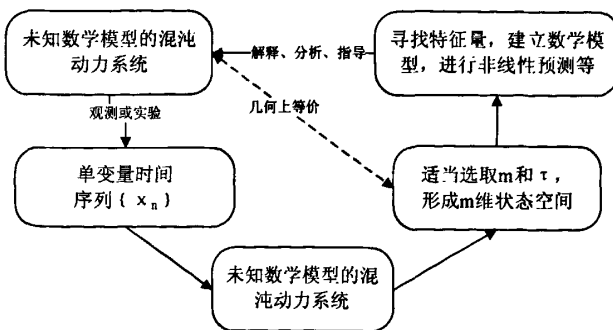 未知数学模型的混沌
动力系统
解释、分析、指导
寻找特征量，建立数学模
型，进行非线性预测等
观测或实验
几何上等价
单变量时间
序列{ xn}
适当选取m和τ，
形成m维状态空间
未知数学模型的混
沌动力系统